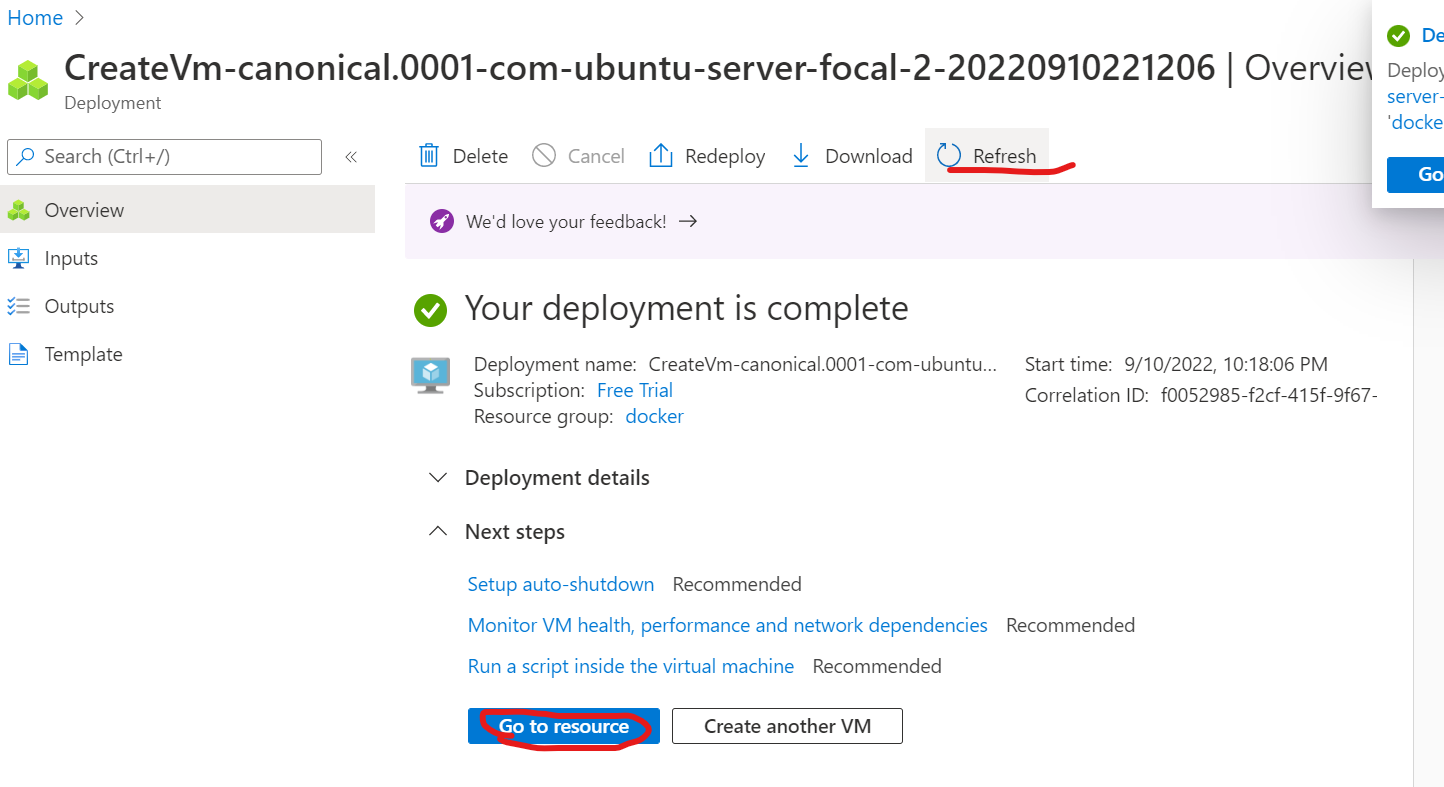 Home
CreateVm-canonical.0001-com-ubuntu-server-focal-2-20220910221206 | Overview
Deployment
Search (Ctrl+/)
Delete
Cancel
Redeploy
Download
Refresh
We'd love your feedback!
Overview
Inputs
Outputs
Template
Your deployment is complete
Deployment name: CreateVm-canonical.0001-com-ubuntu...
Subscription: Free Trial
Resource group: docker
Start time: 9/10/2022, 10:18:06 PM
Correlation ID: f0052985-f2cf-415f-9f67-
Deployment details
Next steps
Setup auto-shutdown Recommended
Monitor VM health, performance and network dependencies Recommended
Run a script inside the virtual machine Recommended
Go to resource
Create another VM
De
Deploy
server-
'docke
Go